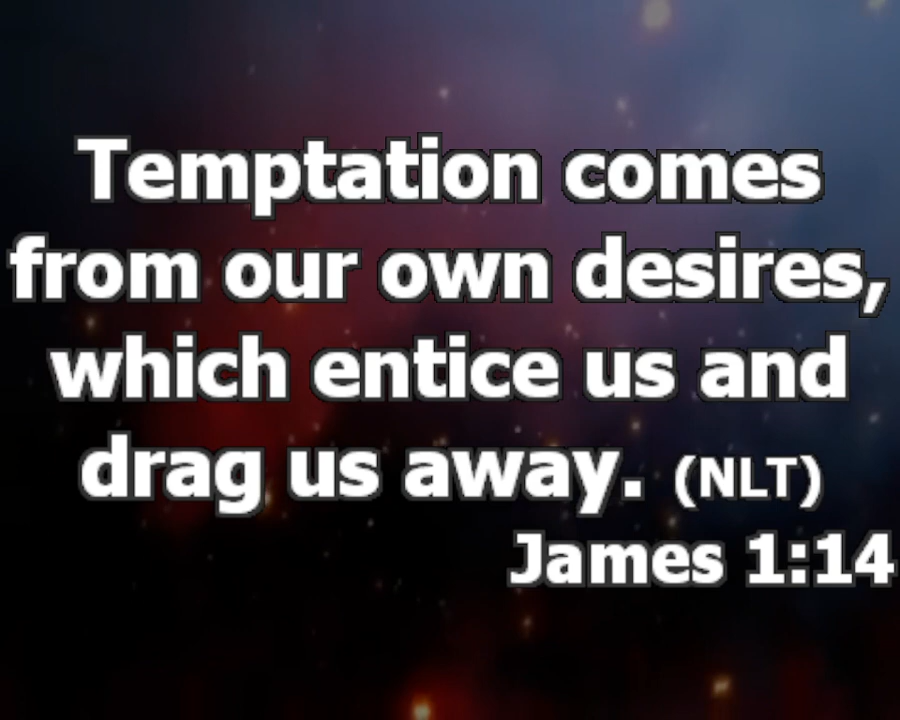 Temptation comes
from our own desires,
which entice us and
drag us away. (NLT)
James 1:14